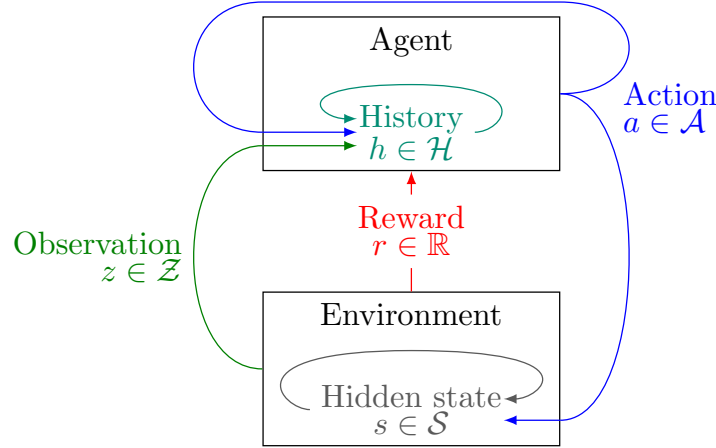 Agent
History
h ∈ ℋ
Action
a ∈ 𝒜
Reward
r ∈ ℝ
Observation
z ∈ 𝒵
Environment
Hidden state
s ∈ 𝒮